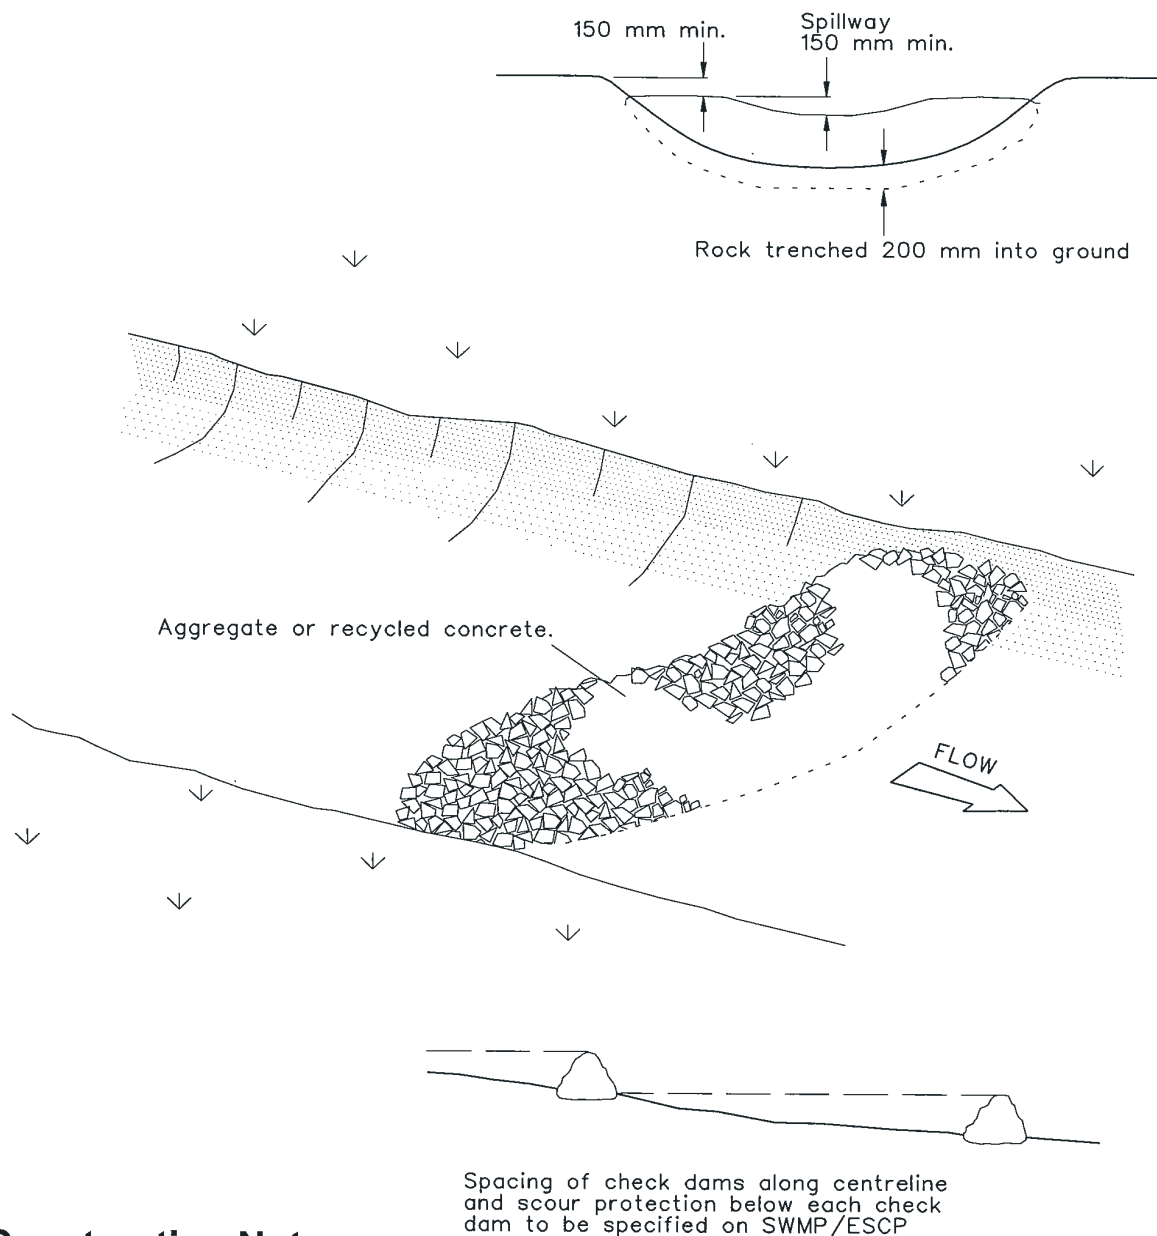 150 mm min.
Spillway
150 mm min.
Rock trenched 200 mm into ground
Aggregate or recycled concrete.
FLOW
Spacing of check dams along centreline
and scour protection below each check
dam to be specified on SWMP/ESCP